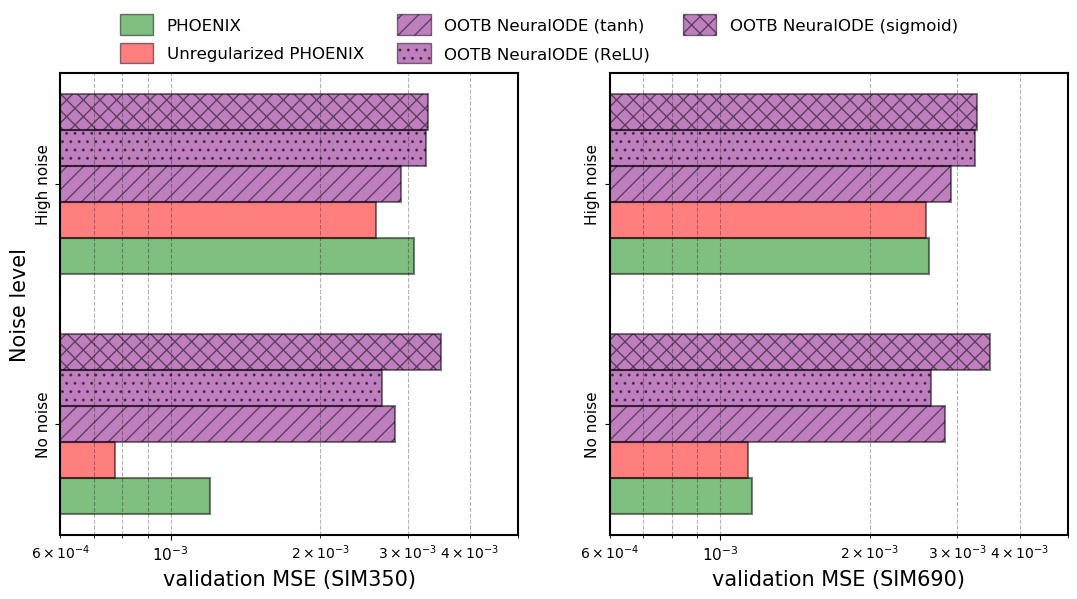 PHOENIX
Unregularized PHOENIX
OOTB NeuralODE (tanh)
OOTB NeuralODE (ReLU)
OOTB NeuralODE (sigmoid)
Noise level
High noise
No noise
6 × 10⁻⁴ 10⁻³ 2 × 10⁻³ 3 × 10⁻³ 4 × 10⁻³
validation MSE (SIM350)
High noise
No noise
6 × 10⁻⁴ 10⁻³ 2 × 10⁻³ 3 × 10⁻³ 4 × 10⁻³
validation MSE (SIM690)